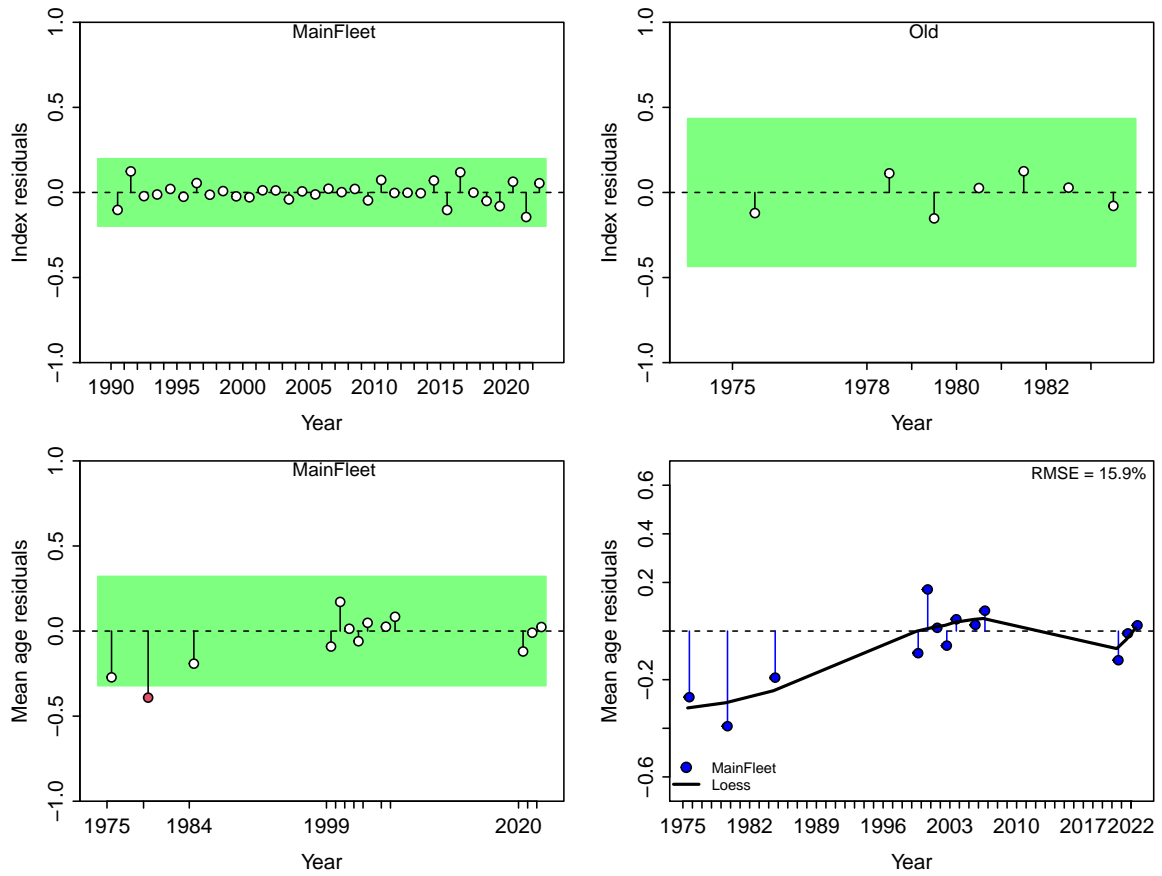 MainFleet
1.0
0.5
0.0
−0.5
−1.0
Index residuals
1990 1995 2000 2005 2010 2015 2020
Year
Old
1.0
0.5
0.0
−0.5
−1.0
Index residuals
1975 1978 1980 1982
Year
MainFleet
1.0
0.5
0.0
−0.5
−1.0
Mean age residuals
1975 1984 1999 2020
Year
RMSE = 15.9%
0.6
0.4
0.2
−0.2
−0.6
Mean age residuals
MainFleet
Loess
1975 1982 1989 1996 2003 2010 2017 2022
Year